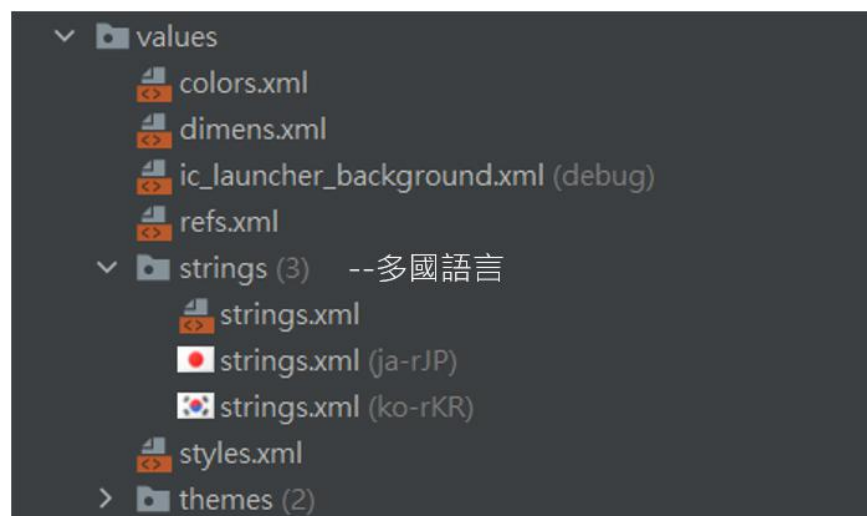 values
colors.xml
dimens.xml
ic_launcher_background.xml (debug)
refs.xml
strings (3) --多國語言
strings.xml
strings.xml (ja-rJP)
strings.xml (ko-rKR)
styles.xml
themes (2)